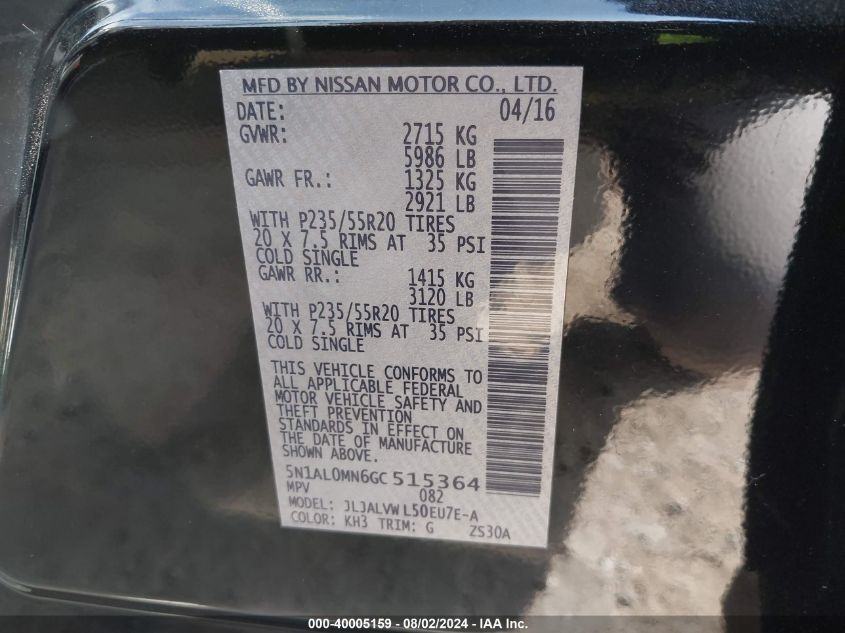 MFD BY NISSAN MOTOR CO., LTD.
DATE: 04/16
GVWR: 2715 KG
5986 LB
GAWR FR.: 1325 KG
2921 LB
WITH P235/55R20 TIRES
20 X 7.5 RIMS AT 35 PSI
COLD SINGLE
GAWR RR.: 1415 KG
3120 LB
WITH P235/55R20 TIRES
20 X 7.5 RIMS AT 35 PSI
COLD SINGLE
THIS VEHICLE CONFORMS TO
ALL APPLICABLE FEDERAL
MOTOR VEHICLE SAFETY AND
THEFT PREVENTION
STANDARDS IN EFFECT ON
THE DATE OF MANUFACTURE
SHOWN ABOVE.
5N1AL0MN6GC 515364
MPV 082
MODEL: JLJALVW L50EU7E-A
COLOR: KH3 TRIM: G ZS30A
000-40005159 - 08/02/2024 - IAA Inc.